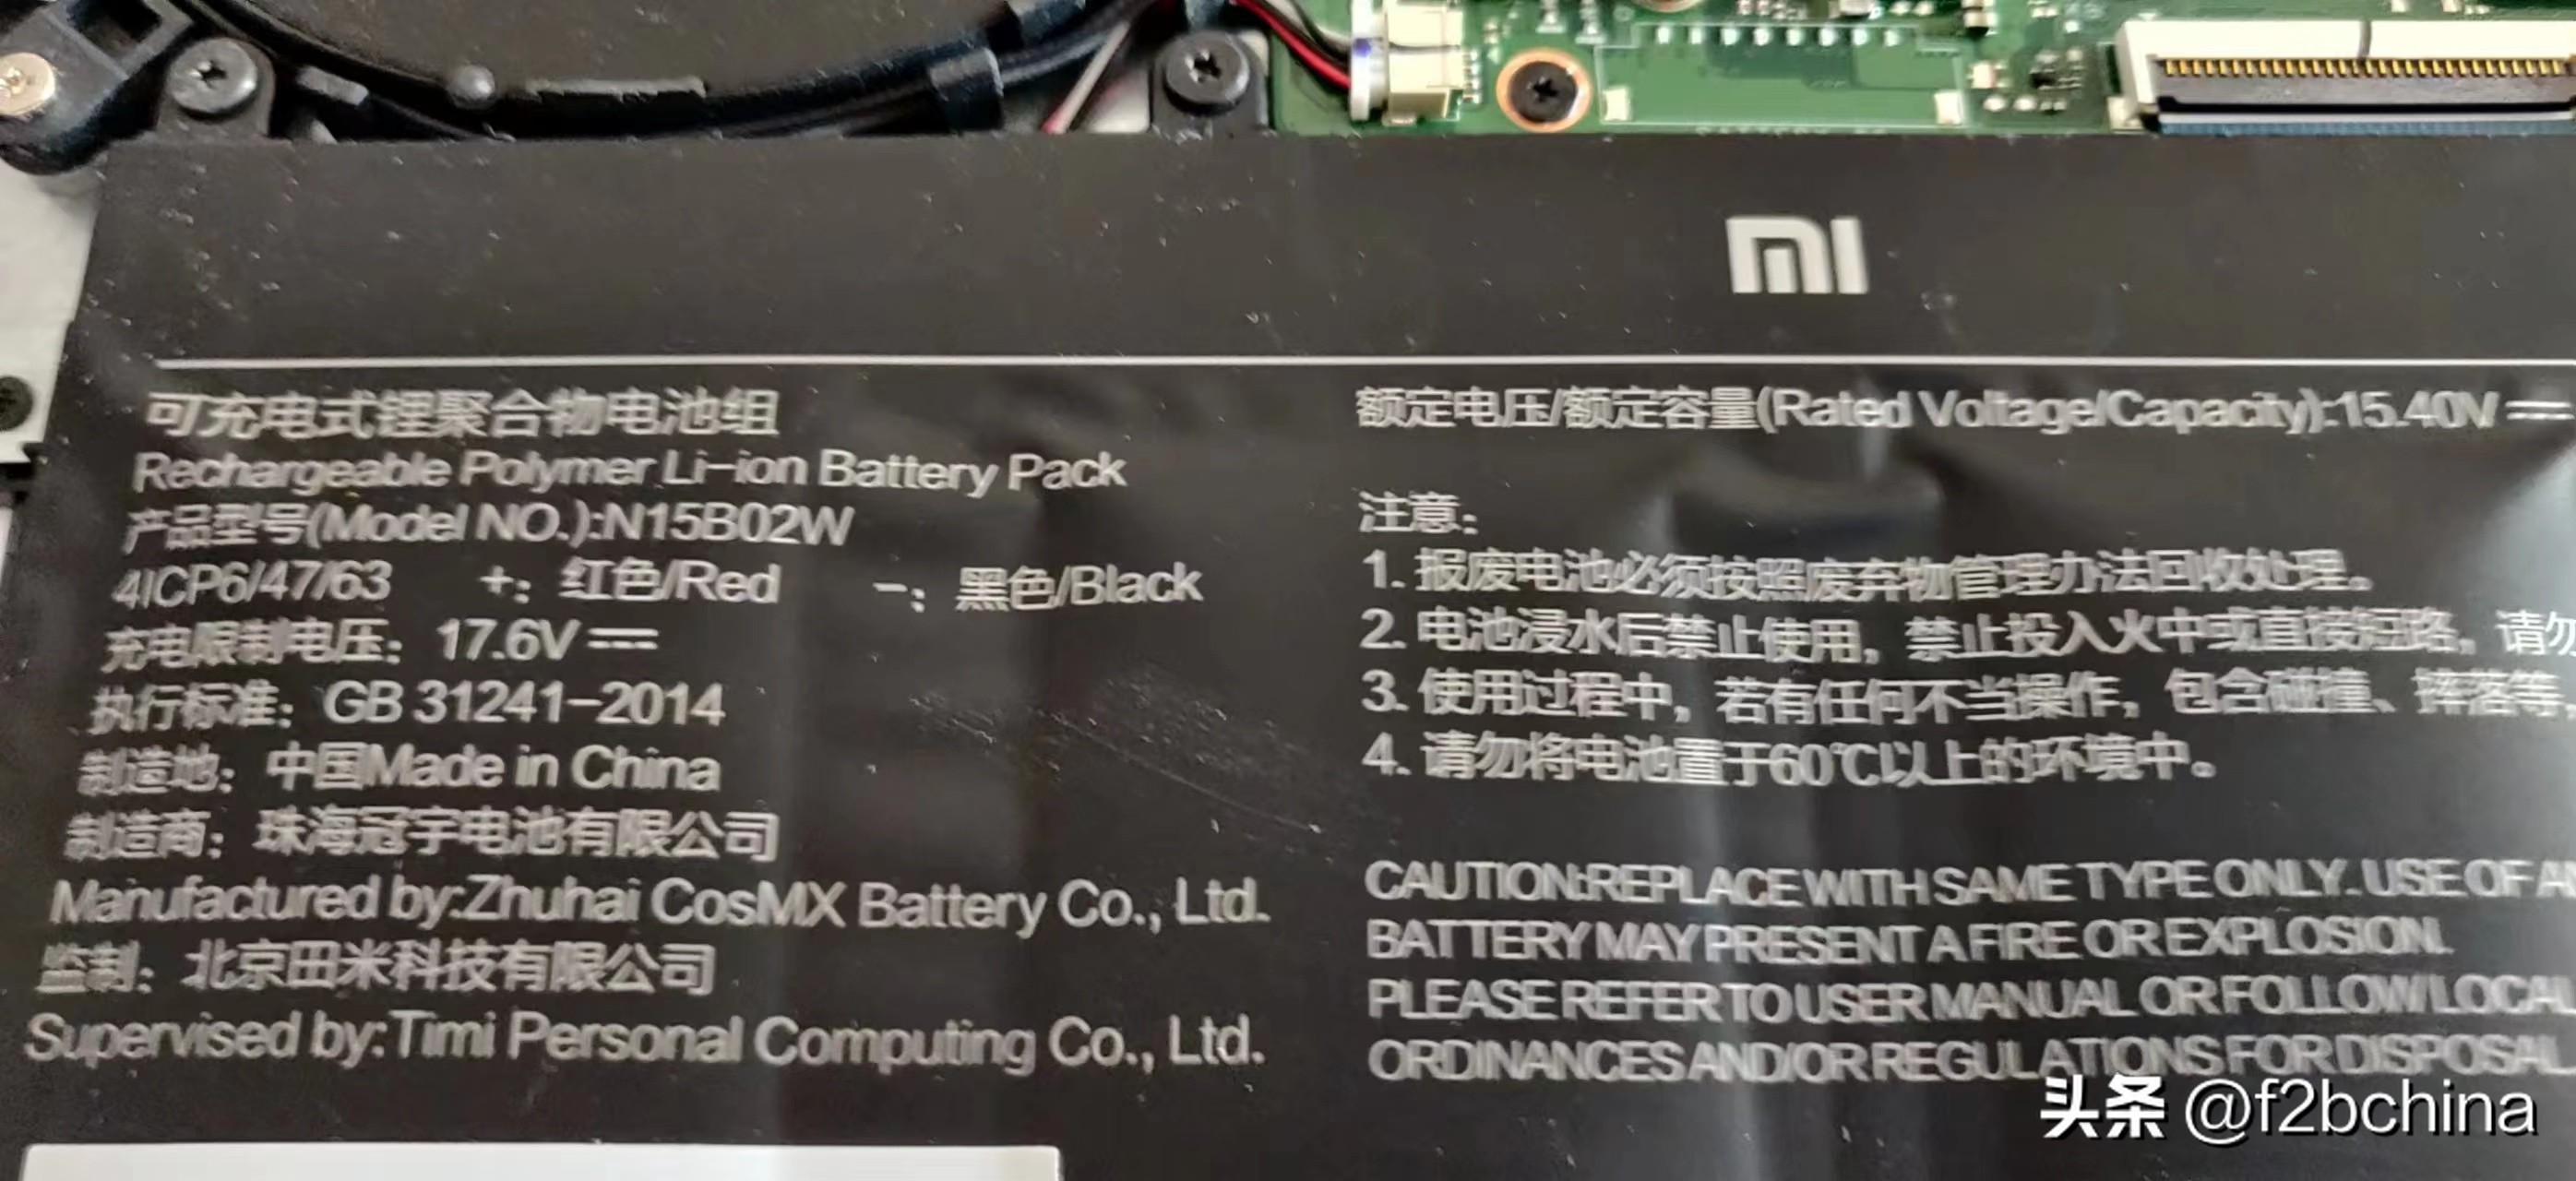 mi
可充电式锂聚合物电池组
Rechargeable Polymer Li-ion Battery Pack
产品型号(Model NO.):N15B02W
4ICP6/47/63 +: 红色/Red -: 黑色/Black
充电限制电压: 17.6V⎓
执行标准: GB 31241-2014
制造地: 中国Made in China
制造商: 珠海冠宇电池有限公司
Manufactured by:Zhuhai CosMX Battery Co., Ltd.
监制: 北京田米科技有限公司
Supervised by:Timi Personal Computing Co., Ltd.
额定电压/额定容量(Rated Voltage/Capacity):15.40V⎓
注意:
1. 报废电池必须按照废弃物管理办法回收处理。
2. 电池浸水后禁止使用, 禁止投入火中或直接短路, 请勿
3. 使用过程中, 若有任何不当操作, 包含碰撞、摔落等,
4. 请勿将电池置于60℃以上的环境中。
CAUTION:REPLACE WITH SAME TYPE ONLY. USE OF
BATTERY MAY PRESENT A FIRE OR EXPLOSION.
PLEASE REFER TO USER MANUAL OR FOLLOW LOCAL
ORDINANCES AND/OR REGULATIONS FOR DISPOSAL
头条 @f2bchina